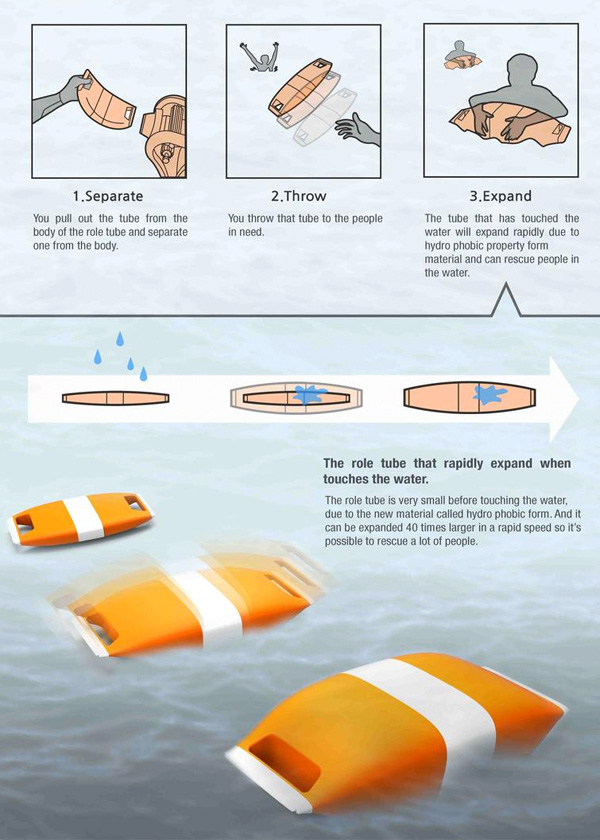 1.Separate
You pull out the tube from the
body of the role tube and separate
one from the body.
2.Throw
You throw that tube to the people
in need.
3.Expand
The tube that has touched the
water will expand rapidly due to
hydro phobic property form
material and can rescue people in
the water.
The role tube that rapidly expand when
touches the water.
The role tube is very small before touching the water,
due to the new material called hydro phobic form. And it
can be expanded 40 times larger in a rapid speed so it's
possible to rescue a lot of people.